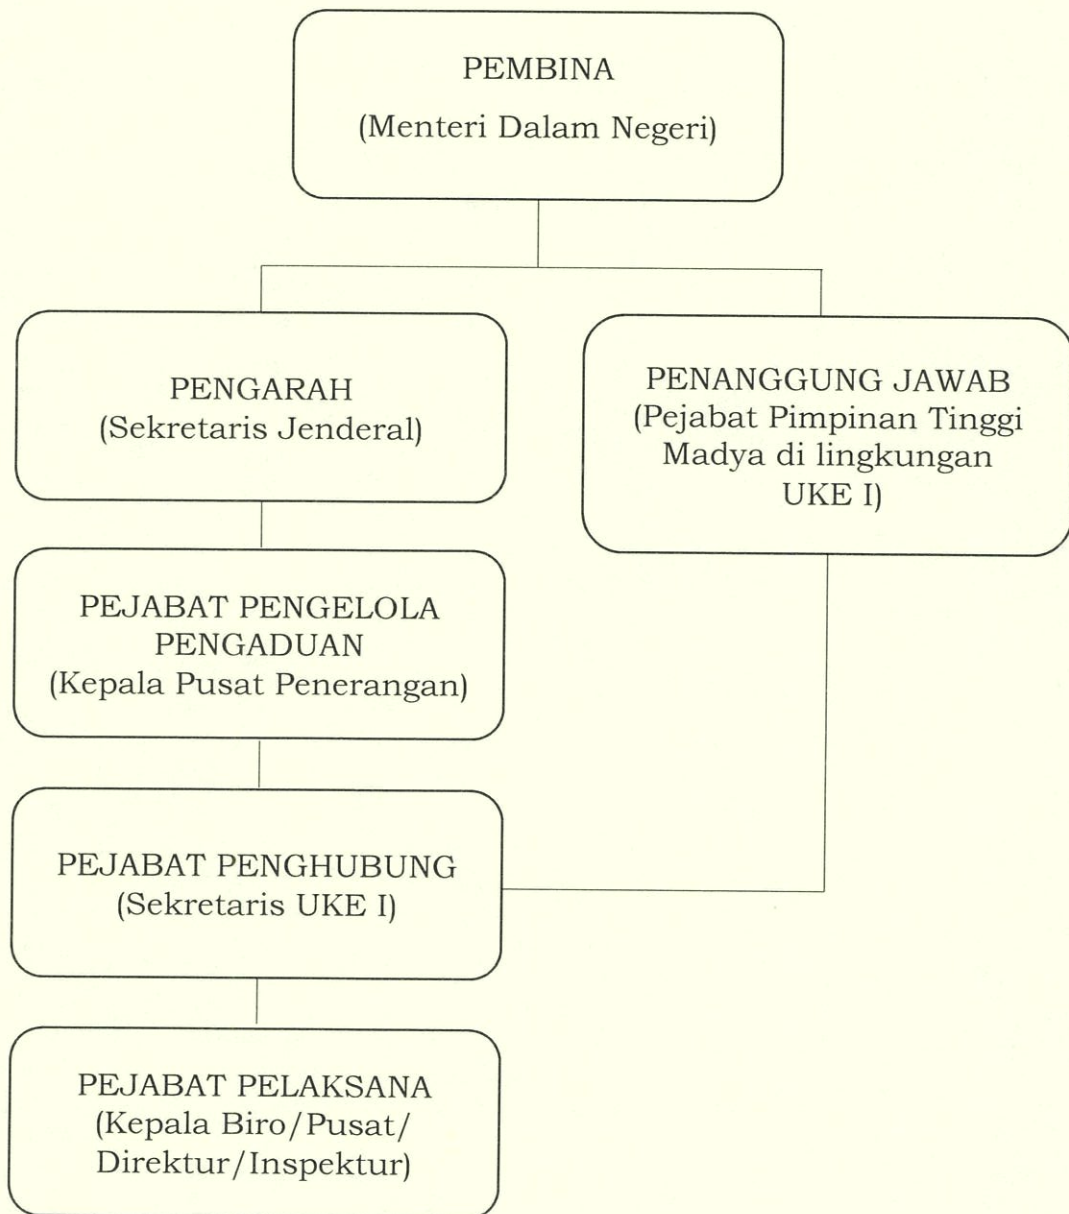 PEMBINA
(Menteri Dalam Negeri)
PENGARAH
(Sekretaris Jenderal)
PENANGGUNG JAWAB
(Pejabat Pimpinan Tinggi
Madya di lingkungan
UKE I)
PEJABAT PENGELOLA
PENGADUAN
(Kepala Pusat Penerangan)
PEJABAT PENGHUBUNG
(Sekretaris UKE I)
PEJABAT PELAKSANA
(Kepala Biro/Pusat/
Direktur/Inspektur)